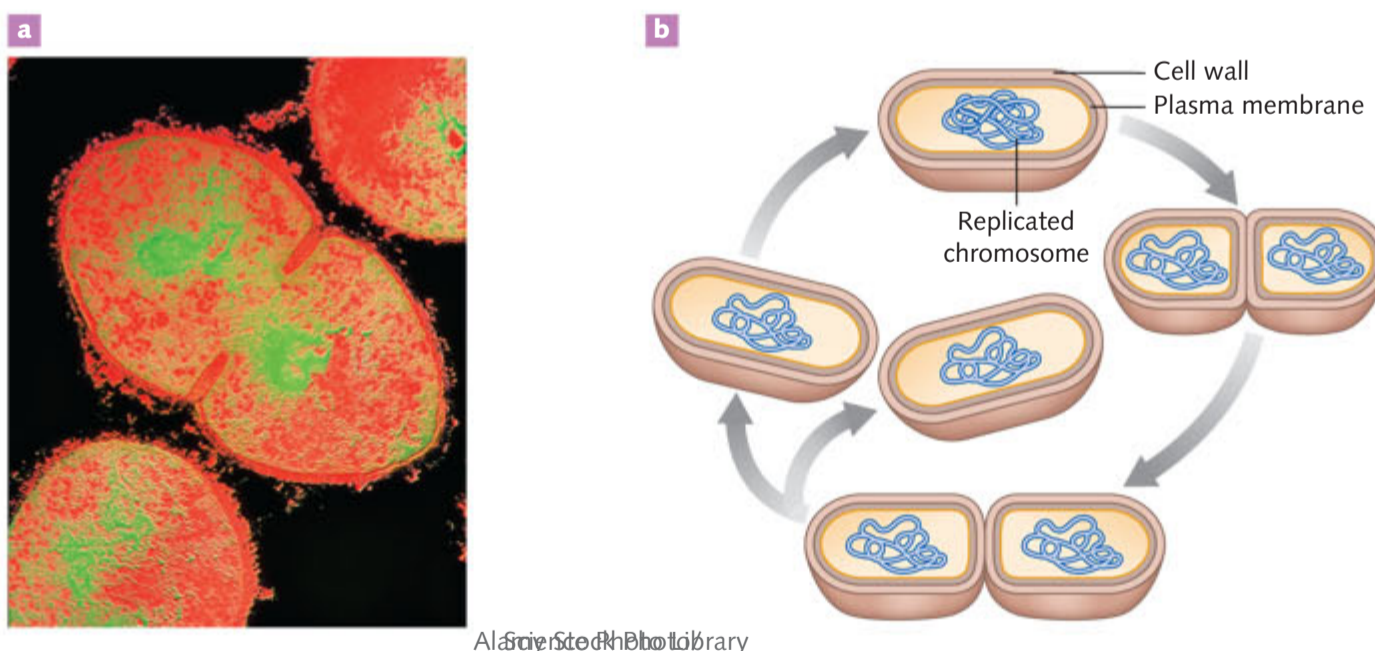 a
b
Cell wall
Plasma membrane
Replicated
chromosome